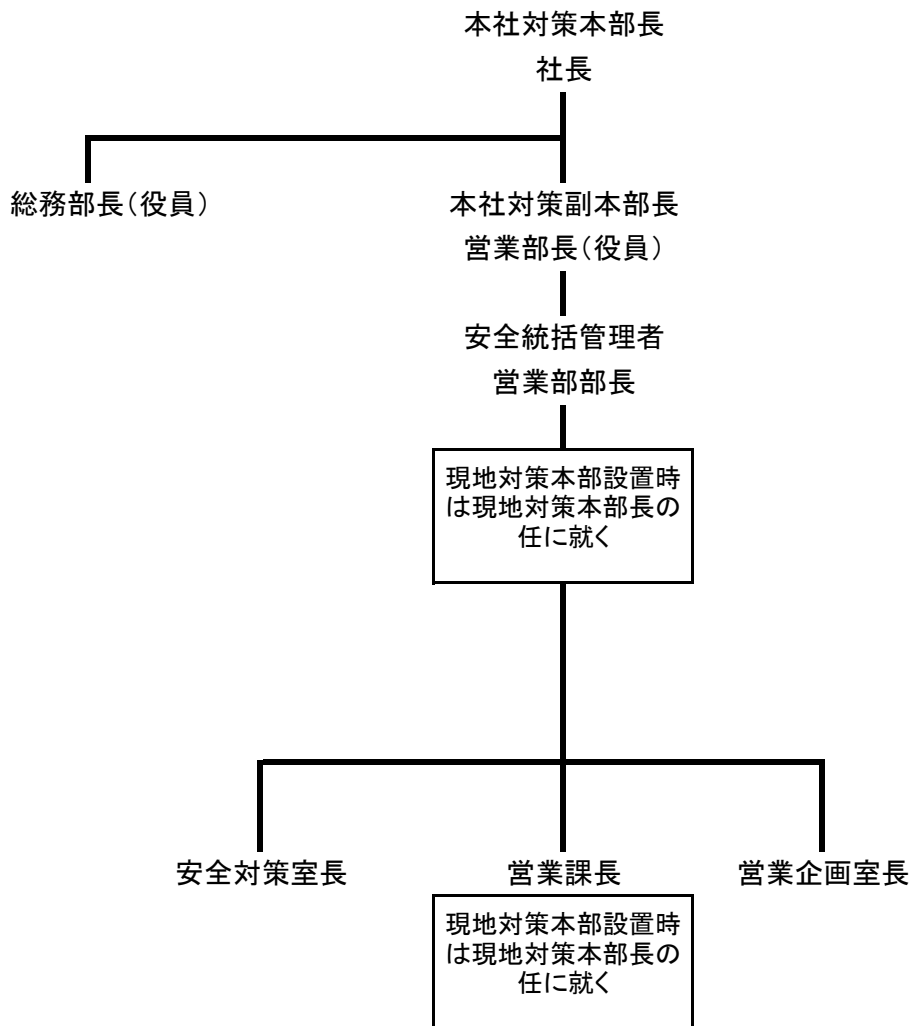 本社対策本部長
社長
総務部長（役員）
本社対策副本部長
営業部長（役員）
安全統括管理者
営業部部長
現地対策本部設置時
は現地対策本部長の
任に就く
安全対策室長
営業課長
営業企画室長
現地対策本部設置時
は現地対策本部長の
任に就く